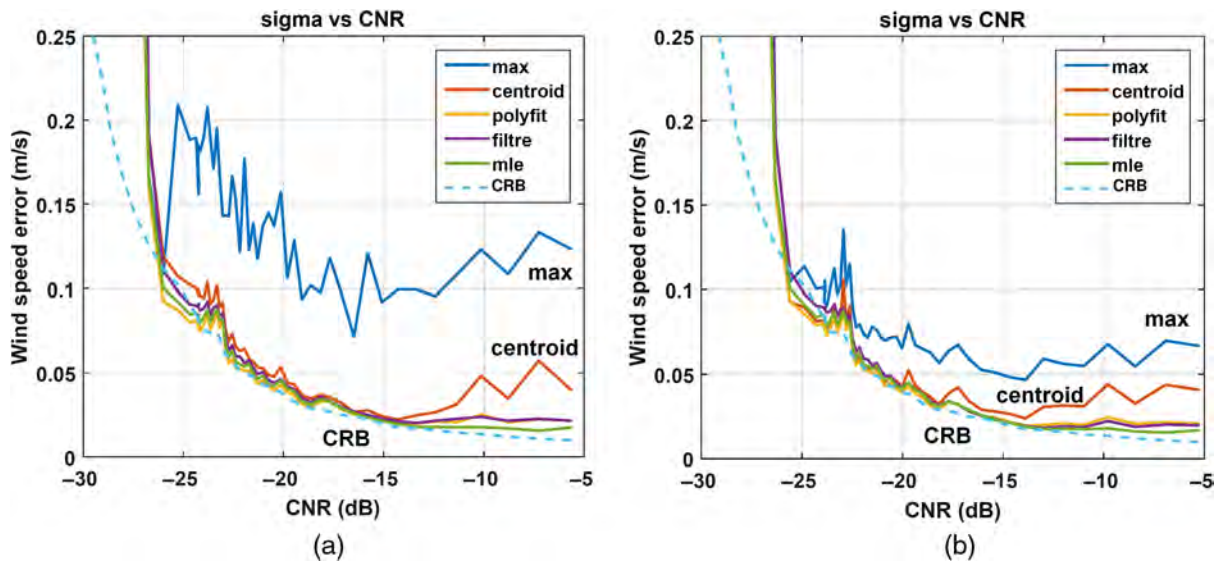 sigma vs CNR
Wind speed error (m/s)
0.25
0.2
0.15
0.1
0.05
0
max
centroid
polyfit
filtre
mle
CRB
max
centroid
CRB
−30
−25
−20
−15
−10
−5
CNR (dB)
(a)
sigma vs CNR
Wind speed error (m/s)
0.25
0.2
0.15
0.1
0.05
0
max
centroid
polyfit
filtre
mle
CRB
max
centroid
CRB
−30
−25
−20
−15
−10
−5
CNR (dB)
(b)